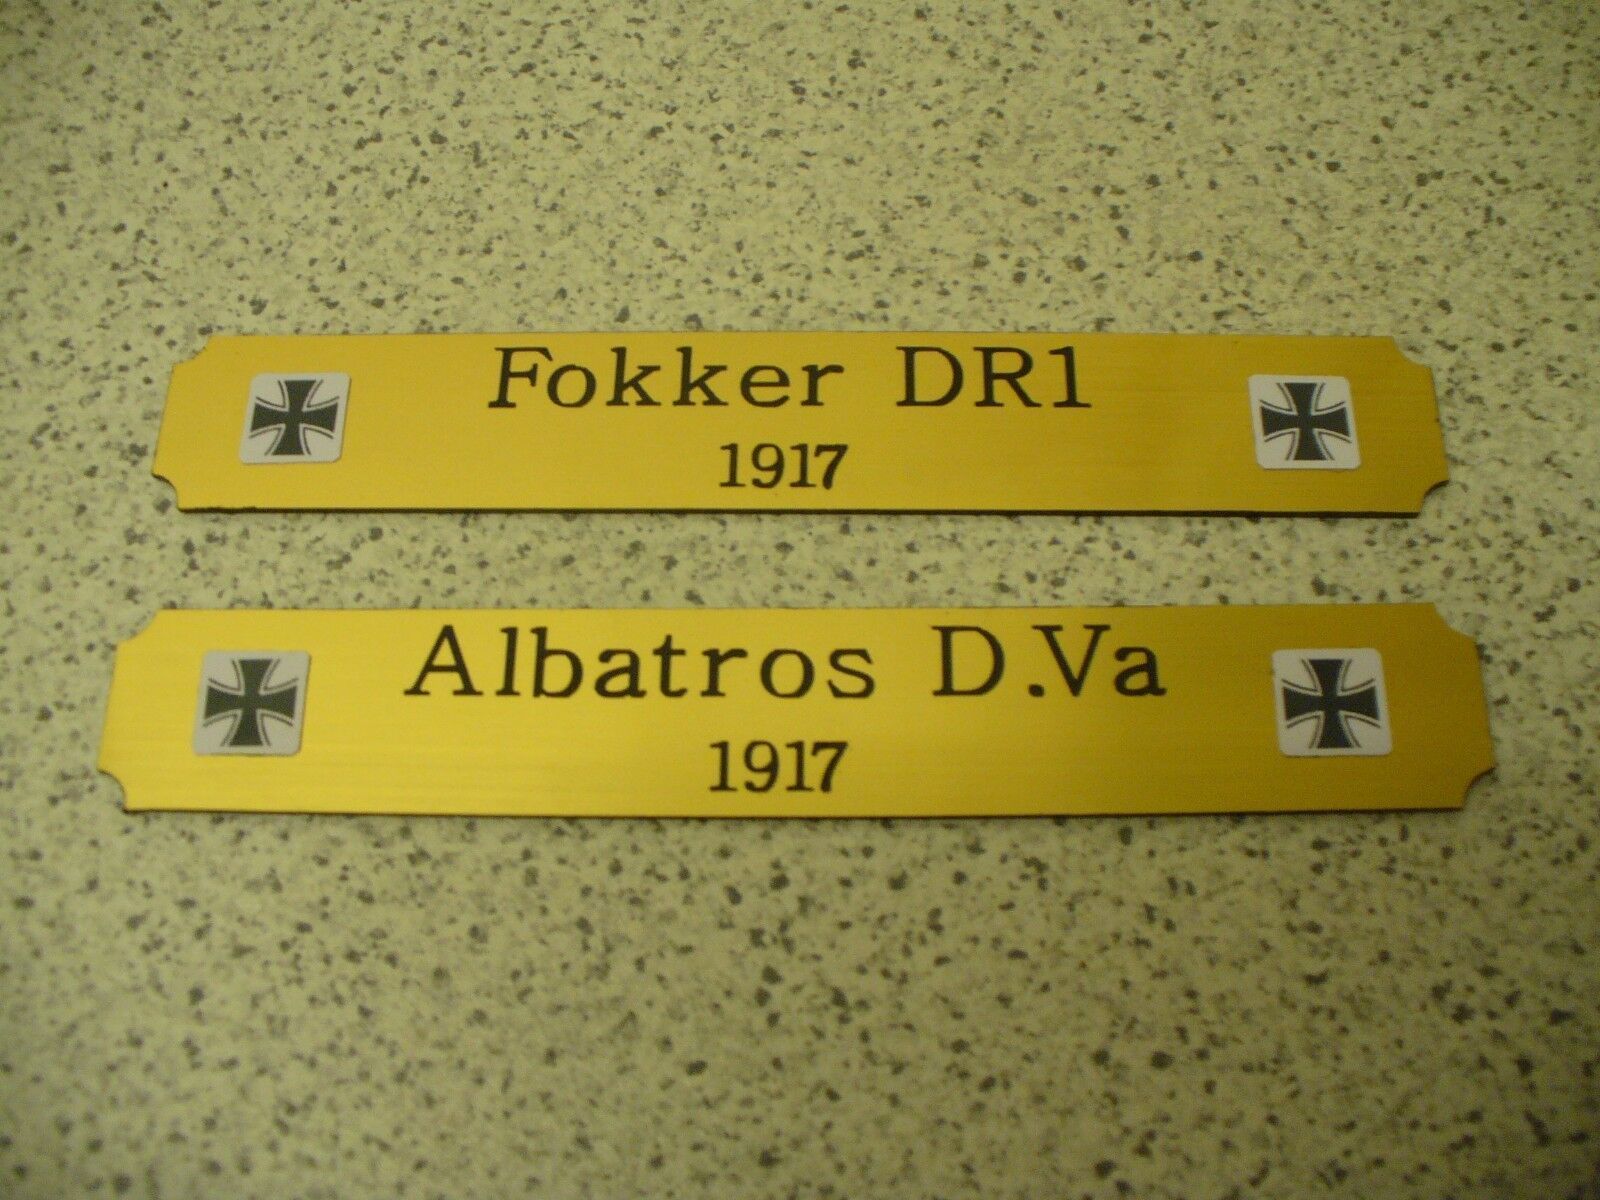 Fokker DR1
1917
Albatros D.Va
1917